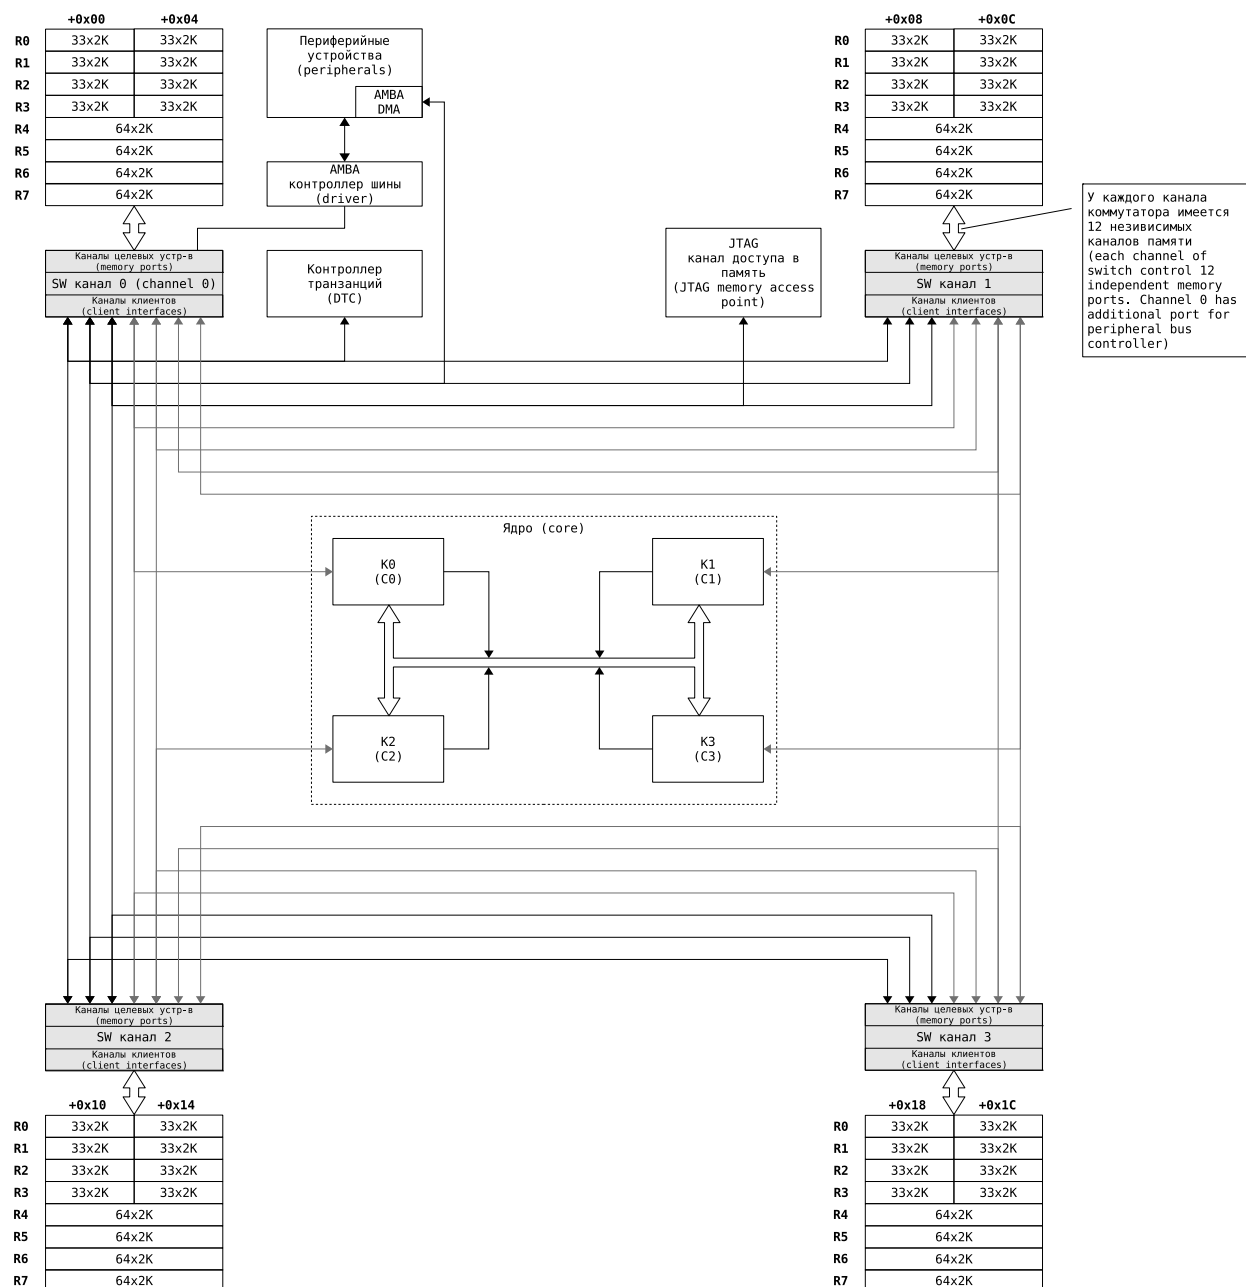 +0x00 +0x04
R0 33x2K 33x2K
R1 33x2K 33x2K
R2 33x2K 33x2K
R3 33x2K 33x2K
R4 64x2K
R5 64x2K
R6 64x2K
R7 64x2K
Периферийные
устройства
(peripherals)
AMBA
DMA
AMBA
контроллер шины
(driver)
+0x08 +0x0C
R0 33x2K 33x2K
R1 33x2K 33x2K
R2 33x2K 33x2K
R3 33x2K 33x2K
R4 64x2K
R5 64x2K
R6 64x2K
R7 64x2K
У каждого канала
коммутатора имеется
12 незивисимых
каналов памяти
(each channel of
switch control 12
independent memory
ports. Channel 0 has
additional port for
peripheral bus
controller)
Каналы целевых устр-в
(memory ports)
SW канал 0 (channel 0)
Каналы клиентов
(client interfaces)
Контроллер
транзанций
(DTC)
JTAG
канал доступа в
память
(JTAG memory access
point)
Каналы целевых устр-в
(memory ports)
SW канал 1
Каналы клиентов
(client interfaces)
Ядро (core)
К0
(C0)
К1
(C1)
К2
(C2)
К3
(C3)
Каналы целевых устр-в
(memory ports)
SW канал 2
Каналы клиентов
(client interfaces)
Каналы целевых устр-в
(memory ports)
SW канал 3
Каналы клиентов
(client interfaces)
+0x10 +0x14
R0 33x2K 33x2K
R1 33x2K 33x2K
R2 33x2K 33x2K
R3 33x2K 33x2K
R4 64x2K
R5 64x2K
R6 64x2K
R7 64x2K
+0x18 +0x1C
R0 33x2K 33x2K
R1 33x2K 33x2K
R2 33x2K 33x2K
R3 33x2K 33x2K
R4 64x2K
R5 64x2K
R6 64x2K
R7 64x2K